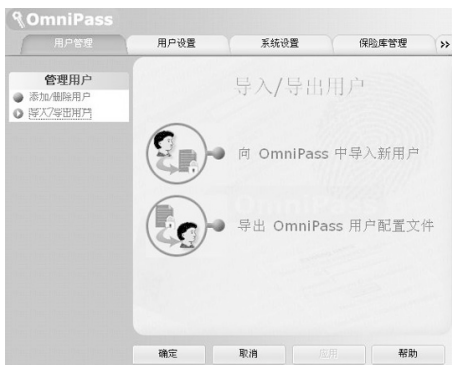 OmniPass
用户管理 用户设置 系统设置 保险库管理 »
管理用户
添加/删除用户
导入/导出用户
导入/导出用户
向 OmniPass 中导入新用户
导出 OmniPass 用户配置文件
确定 取消 应用 帮助